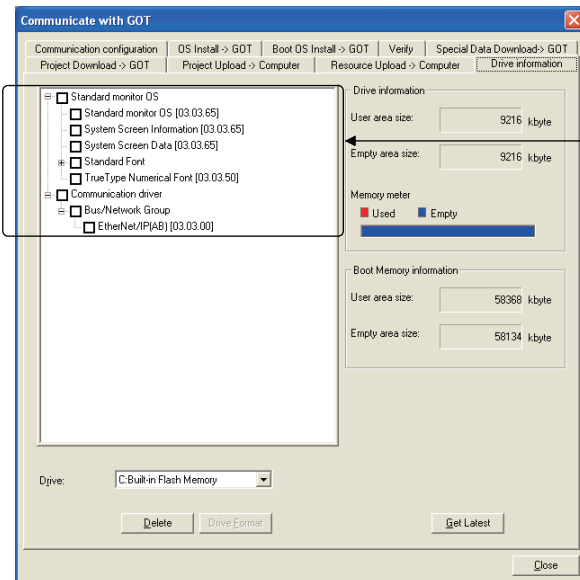 Communicate with GOT
Communication configuration OS Install -> GOT Boot OS Install -> GOT Verify Special Data Download-> GOT
Project Download -> GOT Project Upload -> Computer Resource Upload -> Computer Drive information
Standard monitor OS
Standard monitor OS [03.03.65]
System Screen Information [03.03.65]
System Screen Data [03.03.65]
Standard Font
TrueType Numerical Font [03.03.50]
Communication driver
Bus/Network Group
EtherNet/IP(AB) [03.03.00]
Drive information
User area size: 9216 kbyte
Empty area size: 9216 kbyte
Memory meter
Used Empty
Boot Memory information
User area size: 58368 kbyte
Empty area size: 58134 kbyte
Drive: C:Built-in Flash Memory
Delete Drive Format Get Latest
Close